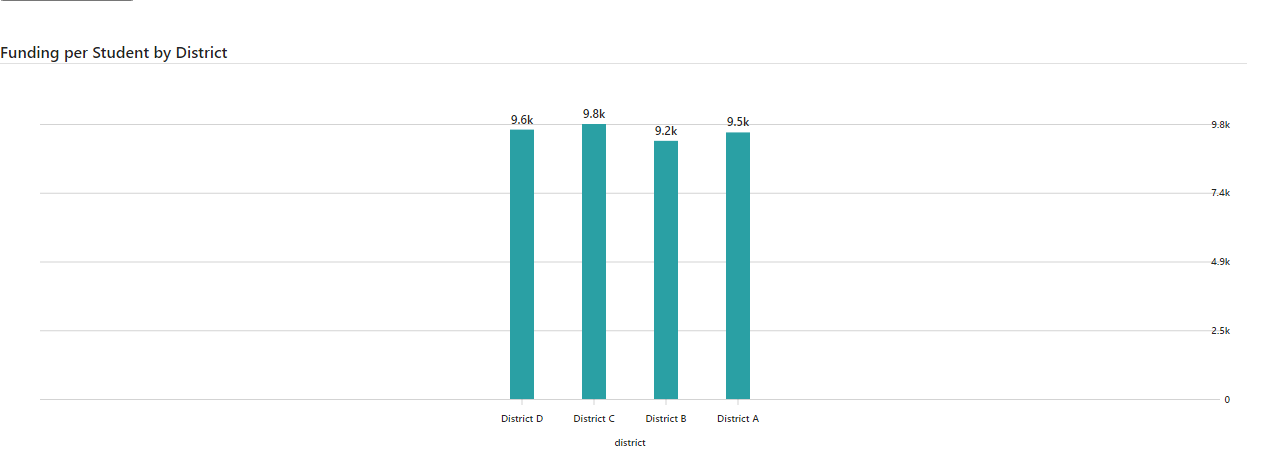 Funding per Student by District
9.6k
9.8k
9.2k
9.5k
9.8k
7.4k
4.9k
2.5k
0
District D
District C
District B
District A
district